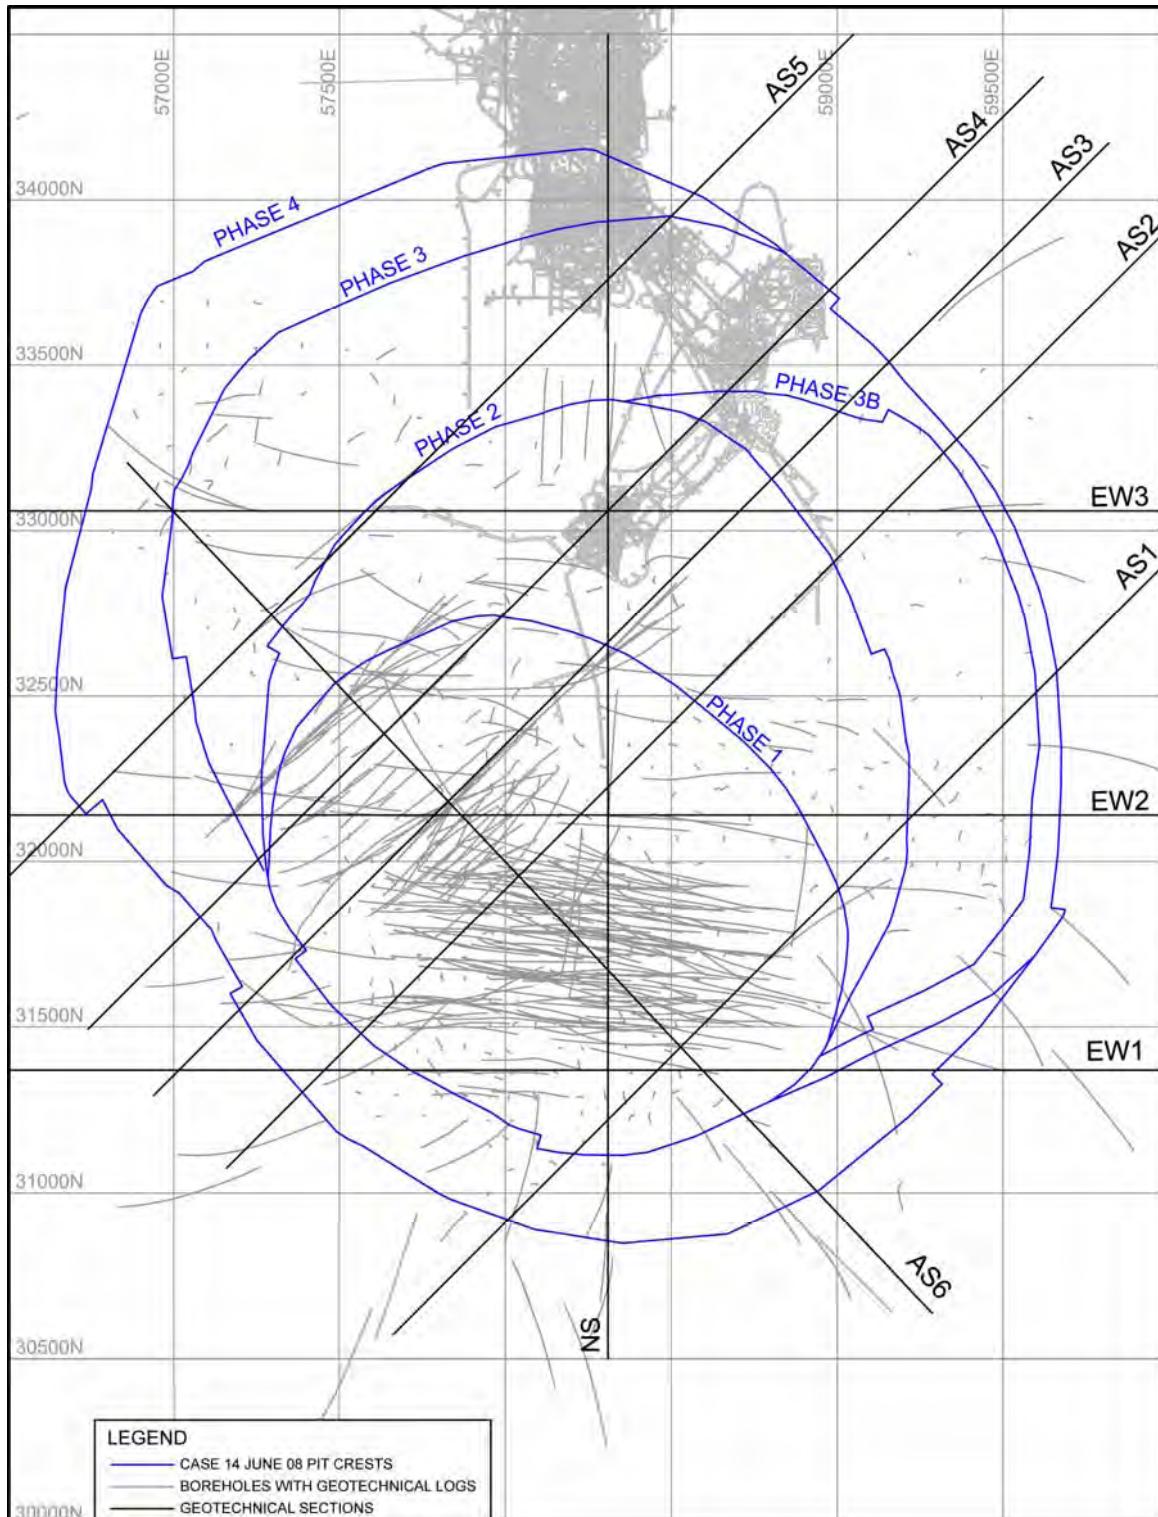 57000E
57500E
59000E
59500E
AS5
AS4
AS3
AS2
AS1
34000N
PHASE 4
PHASE 3
33500N
PHASE 2
PHASE 3B
EW3
33000N
32500N
PHASE 1
EW2
32000N
31500N
EW1
31000N
AS6
NS
30500N
LEGEND
CASE 14 JUNE 08 PIT CRESTS
BOREHOLES WITH GEOTECHNICAL LOGS
GEOTECHNICAL SECTIONS
30000N